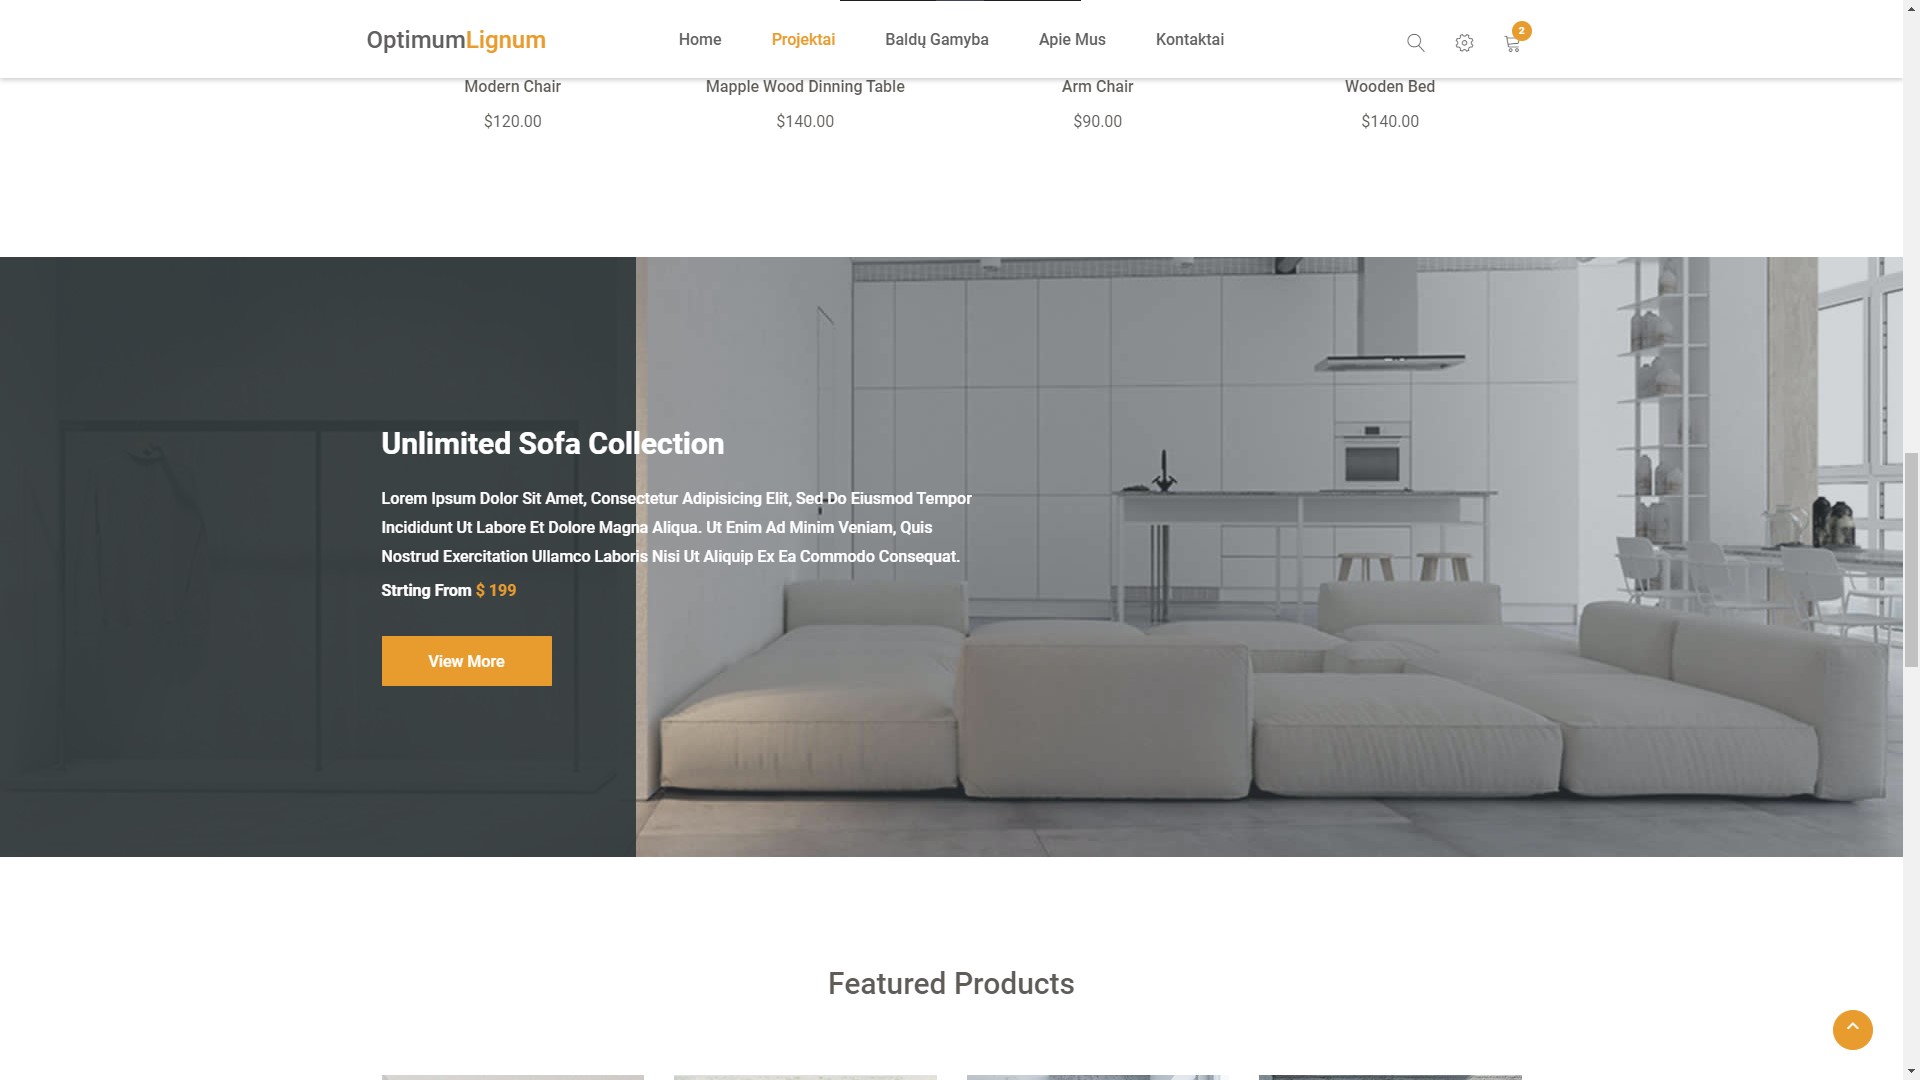 OptimumLignum
Home
Projektai
Baldų Gamyba
Apie Mus
Kontaktai
2
Modern Chair
Mapple Wood Dinning Table
Arm Chair
Wooden Bed
$120.00
$140.00
$90.00
$140.00
Unlimited Sofa Collection
Lorem Ipsum Dolor Sit Amet, Consectetur Adipisicing Elit, Sed Do Eiusmod Tempor
Incididunt Ut Labore Et Dolore Magna Aliqua. Ut Enim Ad Minim Veniam, Quis
Nostrud Exercitation Ullamco Laboris Nisi Ut Aliquip Ex Ea Commodo Consequat.
Strting From $ 199
View More
Featured Products